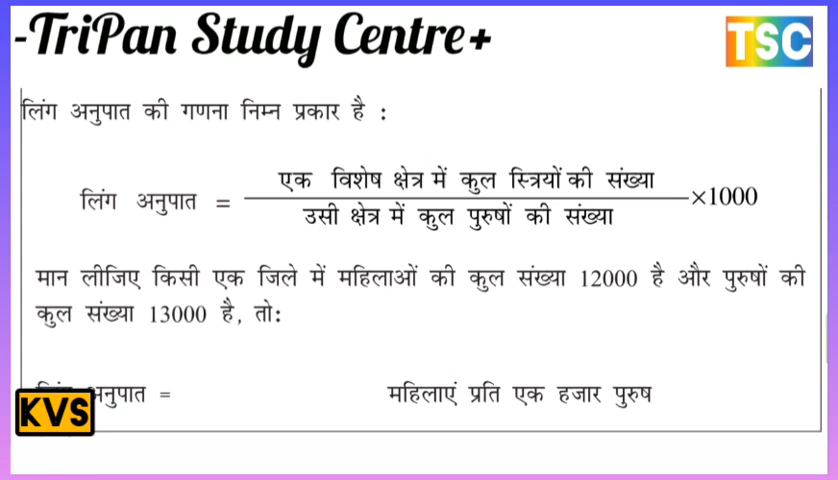 -TriPan Study Centre+
TSC
लिंग अनुपात की गणना निम्न प्रकार है :
लिंग अनुपात = एक विशेष क्षेत्र में कुल स्त्रियों की संख्या
उसी क्षेत्र में कुल पुरुषों की संख्या ×1000
मान लीजिए किसी एक जिले में महिलाओं की कुल संख्या 12000 है और पुरुषों की
कुल संख्या 13000 है, तो:
अनुपात = महिलाएं प्रति एक हजार पुरुष
KVS